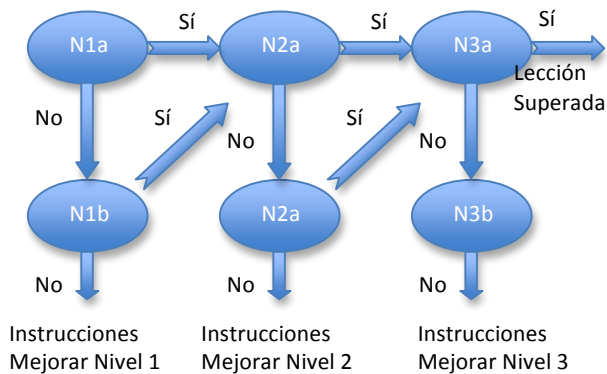 Sí
Sí
Sí
N1a
N2a
N3a
Lección
Superada
No
Sí
No
Sí
No
N1b
N2a
N3b
No
No
No
Instrucciones
Mejorar Nivel 1
Instrucciones
Mejorar Nivel 2
Instrucciones
Mejorar Nivel 3